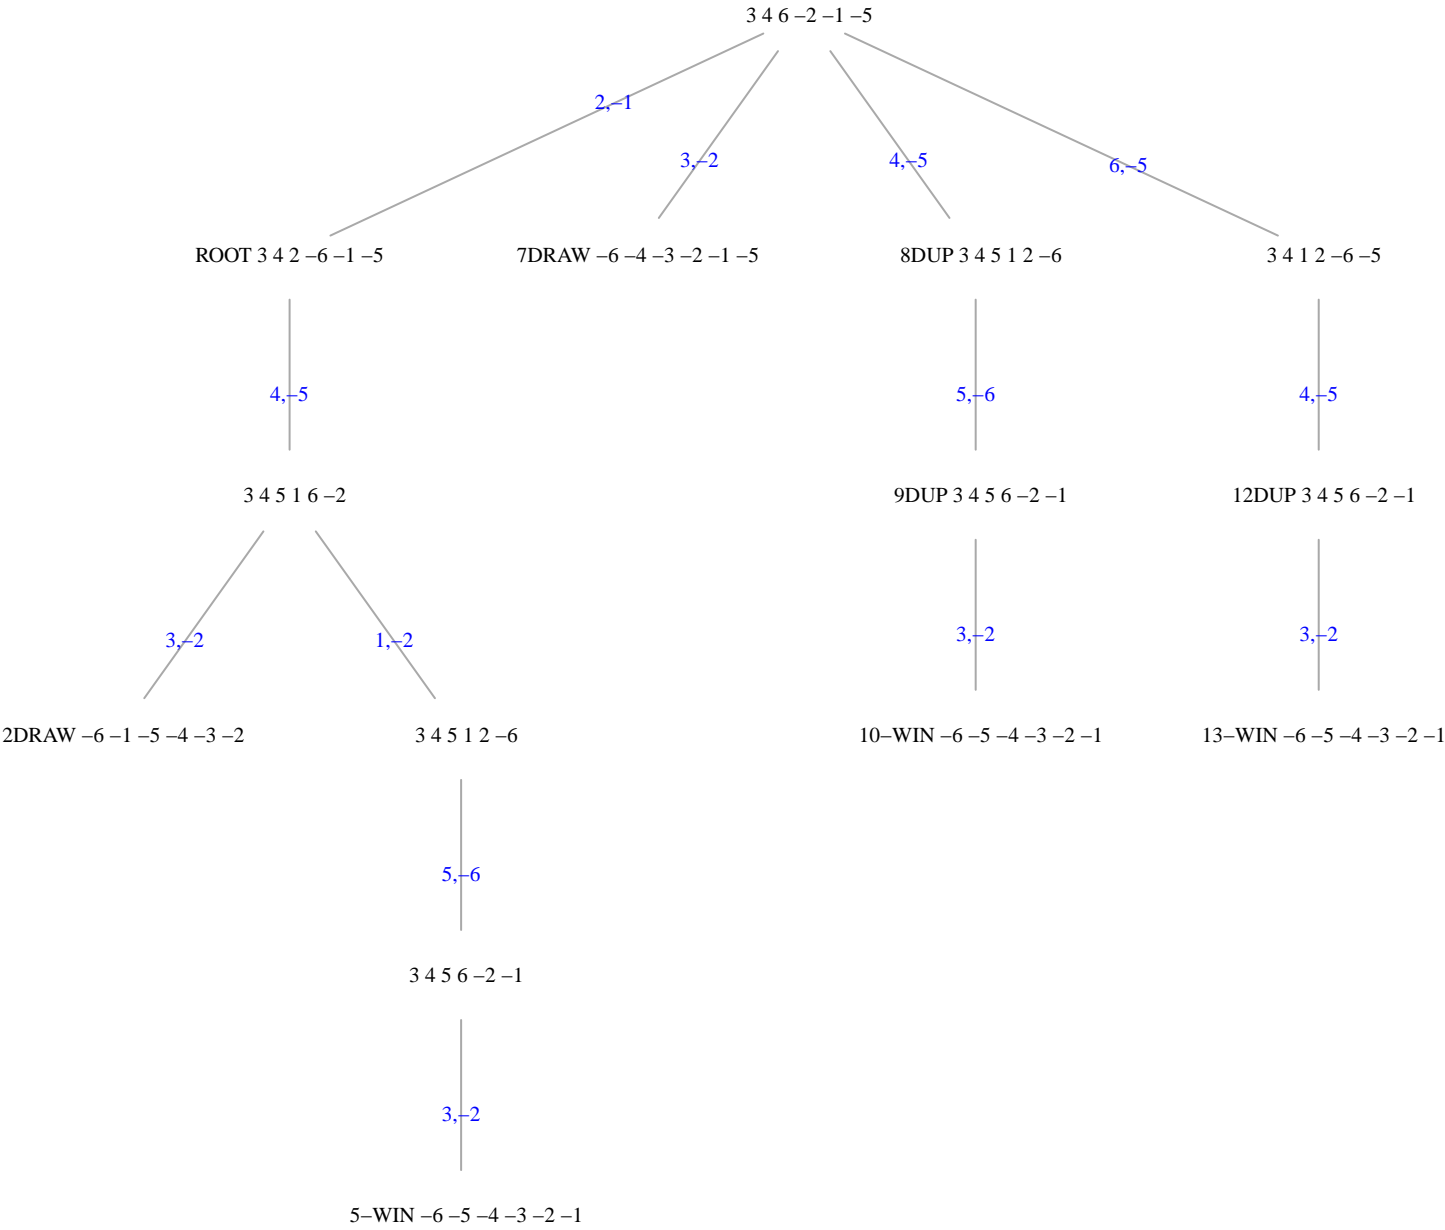 3 4 6 –2 –1 –5
2,–1
3,–2
4,–5
6,–5
ROOT 3 4 2 –6 –1 –5
7DRAW –6 –4 –3 –2 –1 –5
8DUP 3 4 5 1 2 –6
3 4 1 2 –6 –5
4,–5
5,–6
4,–5
3 4 5 1 6 –2
9DUP 3 4 5 6 –2 –1
12DUP 3 4 5 6 –2 –1
3,–2
1,–2
3,–2
3,–2
2DRAW –6 –1 –5 –4 –3 –2
3 4 5 1 2 –6
10–WIN –6 –5 –4 –3 –2 –1
13–WIN –6 –5 –4 –3 –2 –1
5,–6
3 4 5 6 –2 –1
3,–2
5–WIN –6 –5 –4 –3 –2 –1